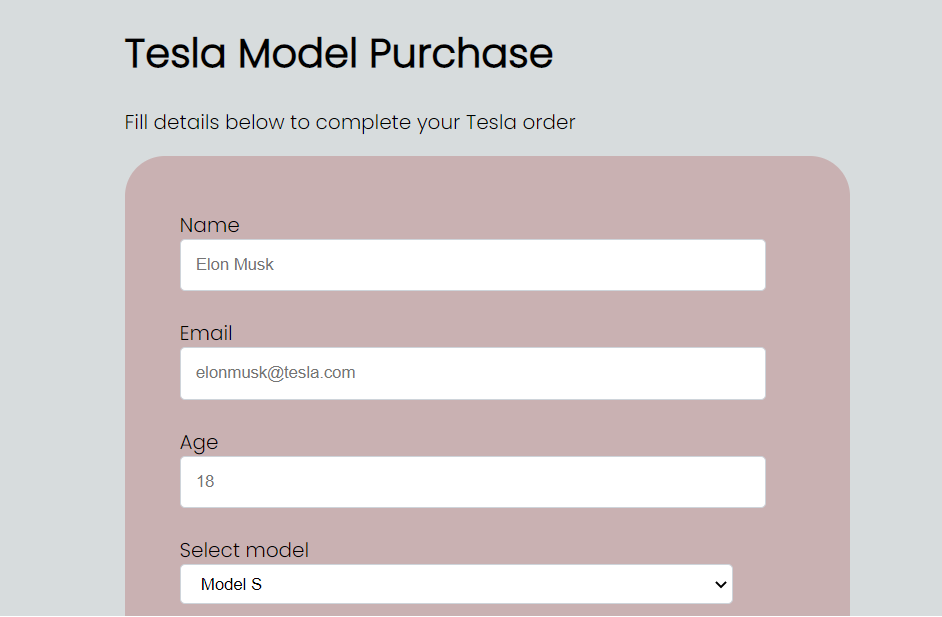 Tesla Model Purchase
Fill details below to complete your Tesla order
Name
Elon Musk
Email
elonmusk@tesla.com
Age
18
Select model
Model S